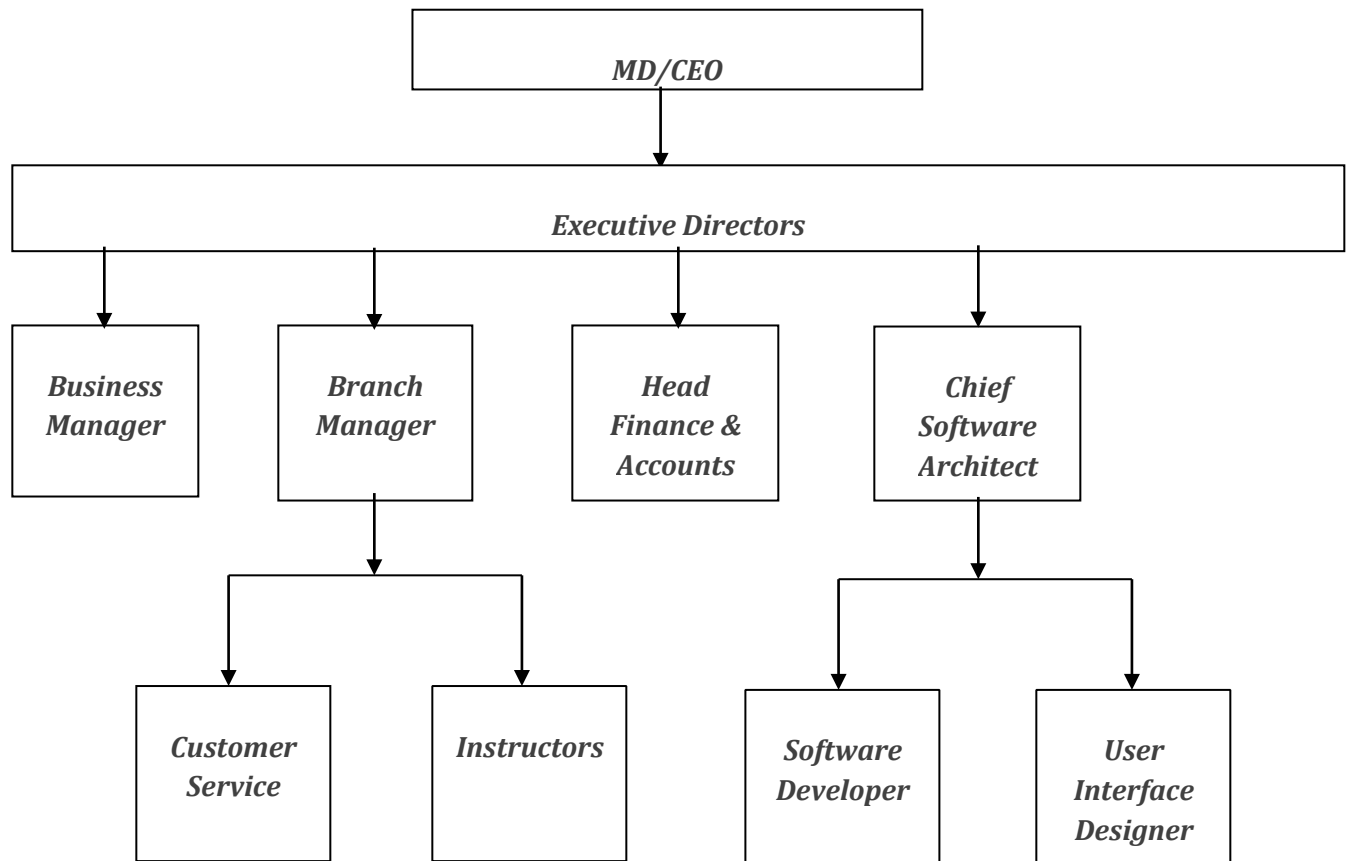 MD/CEO
Executive Directors
Business
Manager
Branch
Manager
Head
Finance &
Accounts
Chief
Software
Architect
Customer
Service
Instructors
Software
Developer
User
Interface
Designer